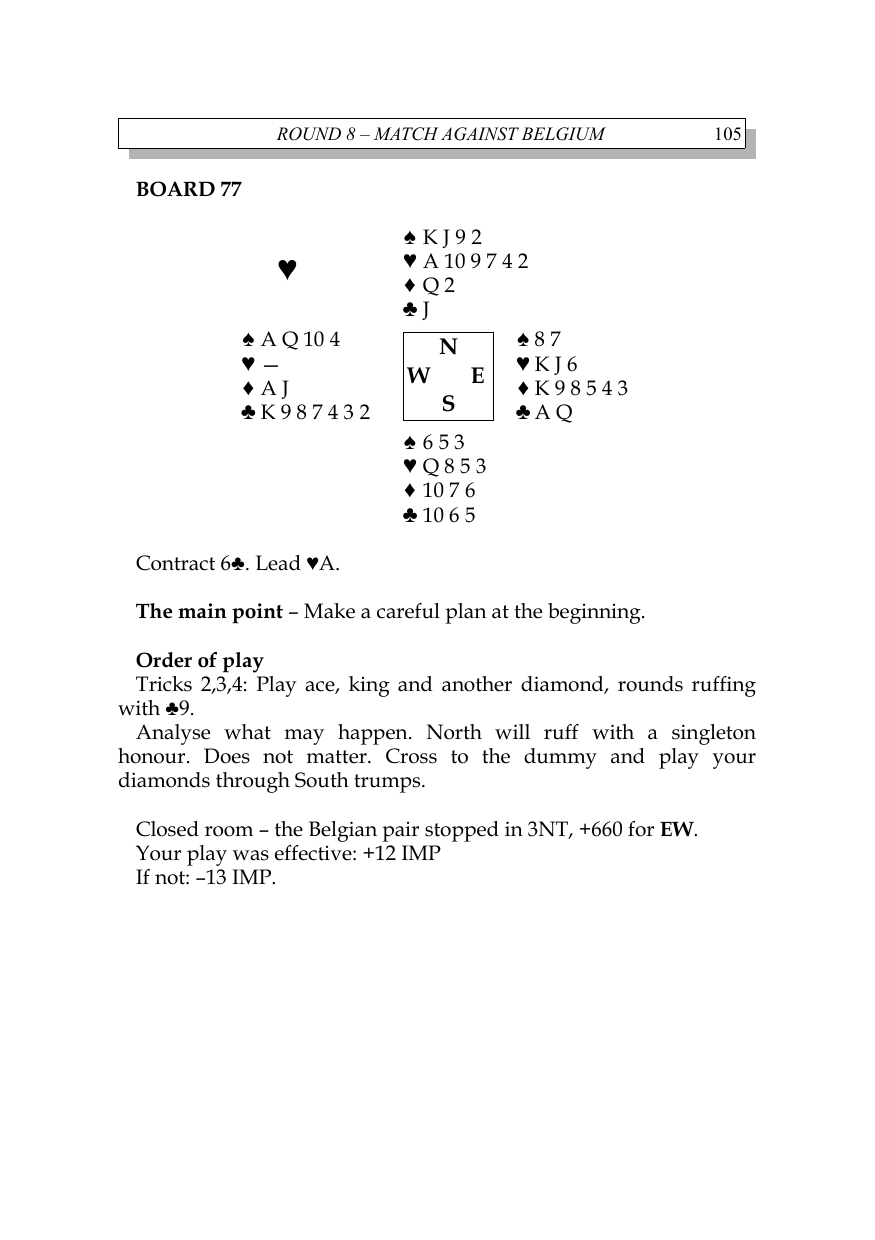 ROUND 8 – MATCH AGAINST BELGIUM 105
BOARD 77
♠ K J 9 2
♥
♥ A 10 9 7 4 2
♦ Q 2
♣ J
♠ A Q 10 4
♥ —
♦ A J
♣ K 9 8 7 4 3 2
N
W E
S
♠ 8 7
♥ K J 6
♦ K 9 8 5 4 3
♣ A Q
♠ 6 5 3
♥ Q 8 5 3
♦ 10 7 6
♣ 10 6 5
Contract 6♣. Lead ♥A.
The main point – Make a careful plan at the beginning.
Order of play
Tricks 2,3,4: Play ace, king and another diamond, rounds ruffing
with ♣9.
Analyse what may happen. North will ruff with a singleton
honour. Does not matter. Cross to the dummy and play your
diamonds through South trumps.
Closed room – the Belgian pair stopped in 3NT, +660 for EW.
Your play was effective: +12 IMP
If not: –13 IMP.